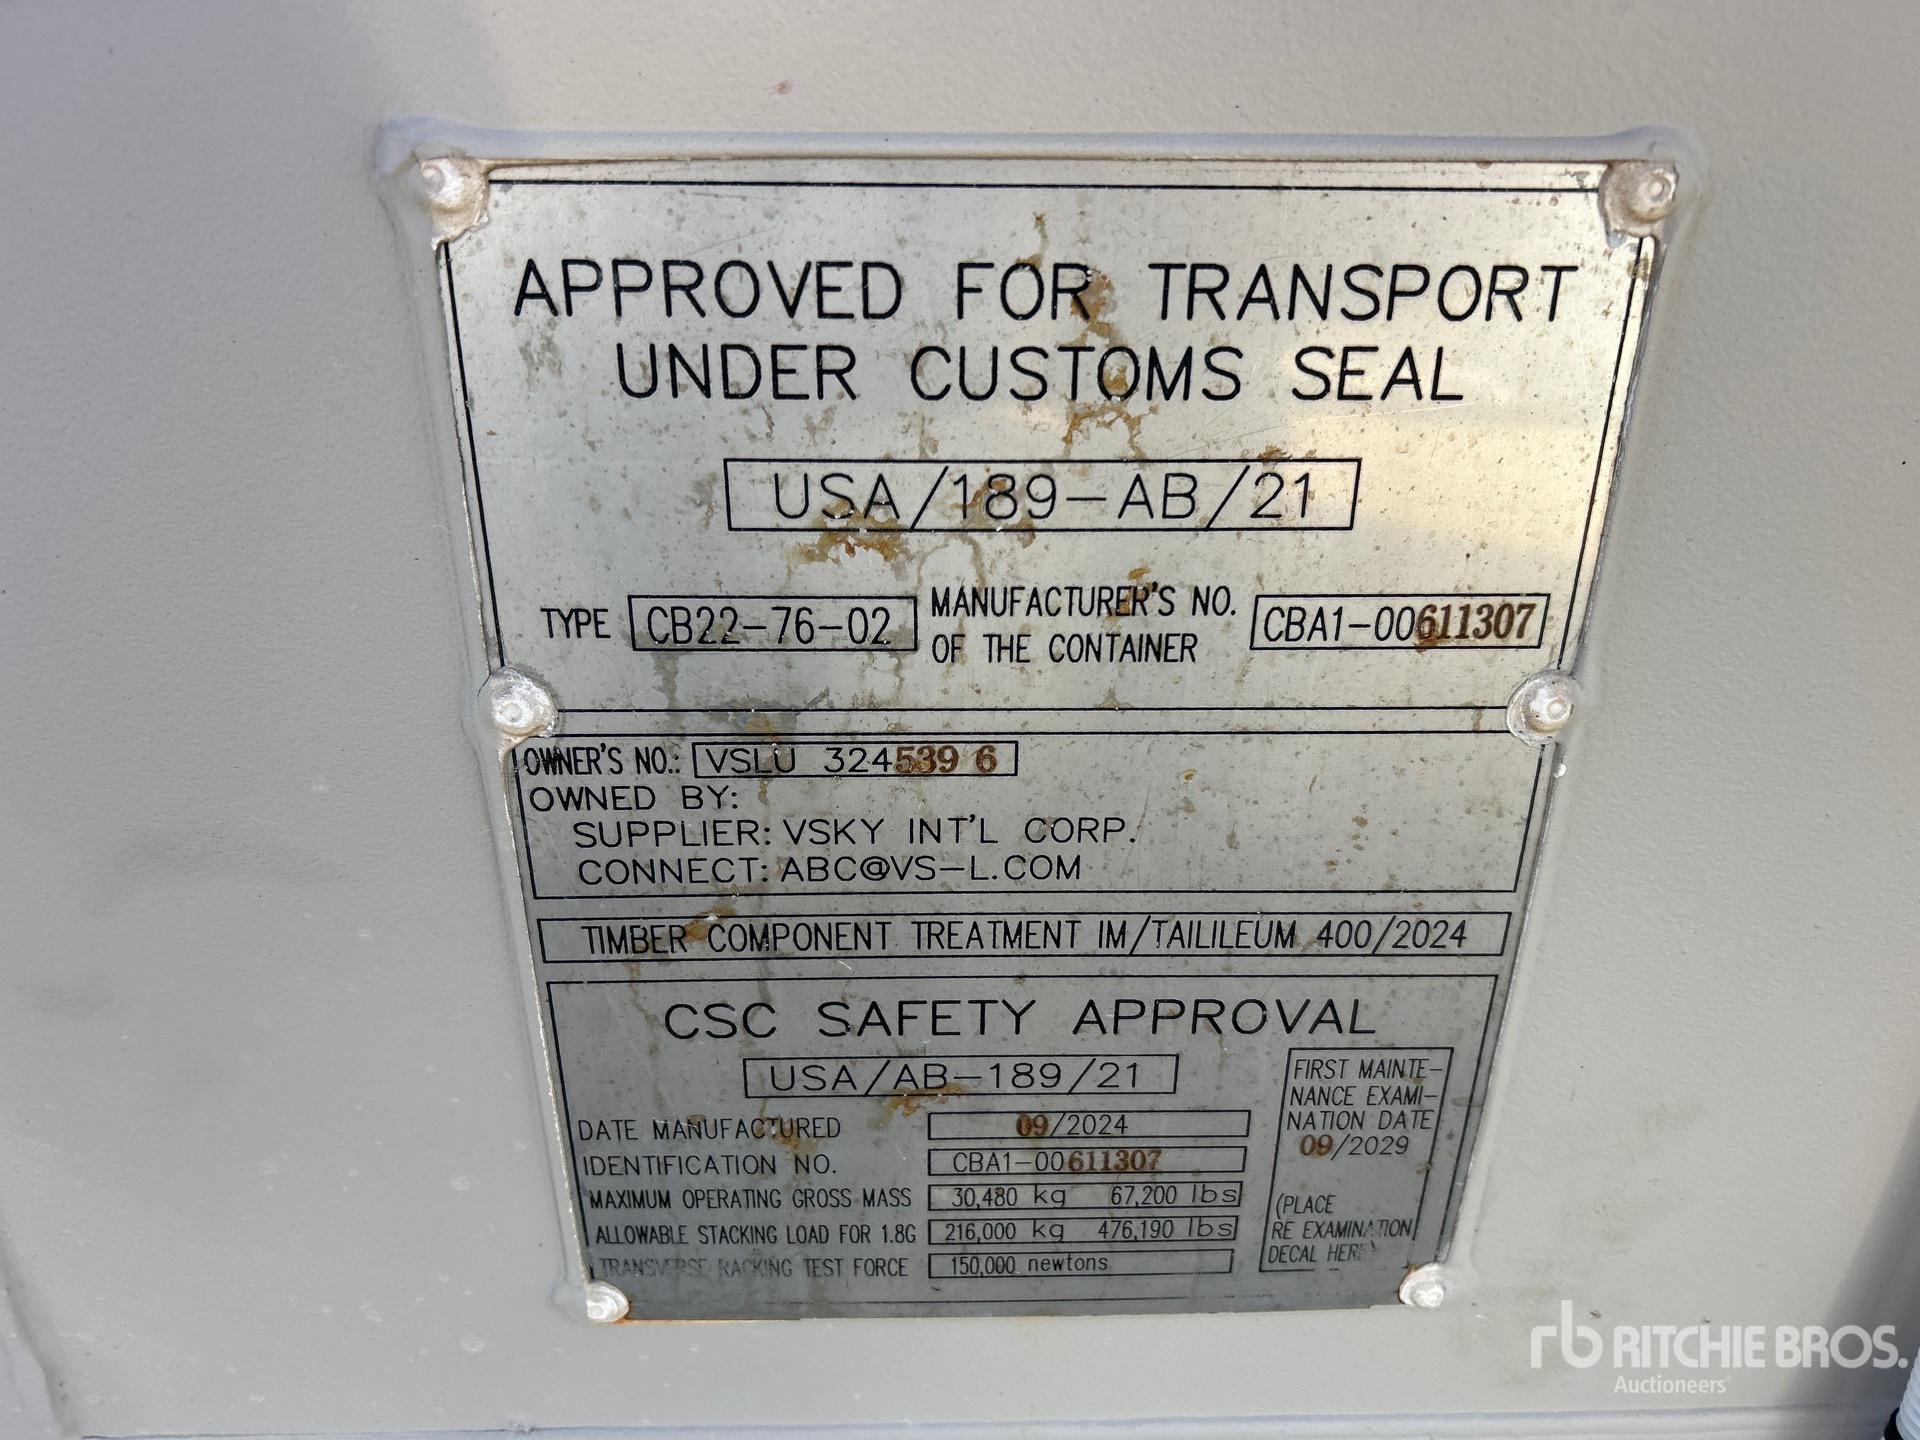 APPROVED FOR TRANSPORT
UNDER CUSTOMS SEAL
USA/189-AB/21
TYPE CB22-76-02 MANUFACTURER'S NO. OF THE CONTAINER CBA1-00611307
OWNER'S NO.: VSLU 324539 6
OWNED BY:
SUPPLIER: VSKY INT'L CORP.
CONNECT: ABC@VS-L.COM
TIMBER COMPONENT TREATMENT IM/TAILILEUM 400/2024
CSC SAFETY APPROVAL
USA/AB-189/21
DATE MANUFACTURED 09/2024
IDENTIFICATION NO. CBA1-00611307
MAXIMUM OPERATING GROSS MASS 30,480 kg 67,200 lbs
ALLOWABLE STACKING LOAD FOR 1.8G 216,000 kg 476,190 lbs
TRANSVERSE RACKING TEST FORCE 150,000 newtons
FIRST MAINTE-
NANCE EXAMI-
NATION DATE
09/2029
(PLACE
RE EXAMINATION
DECAL HERE)
rb RITCHIE BROS.
Auctioneers